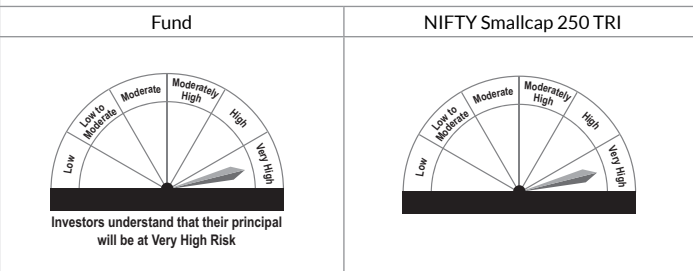 Fund
NIFTY Smallcap 250 TRI
Low
Low to
Moderate
Moderate
Moderately
High
High
Very High
Investors understand that their principal
will be at Very High Risk
Low
Low to
Moderate
Moderate
Moderately
High
High
Very High